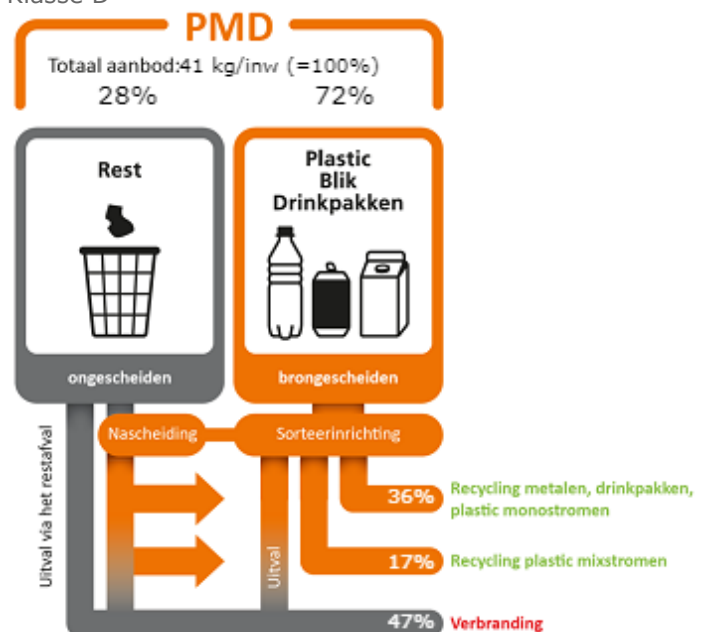 Klasse D
PMD
Totaal aanbod:41 kg/inw (=100%)
28% 72%
Rest
Plastic
Blik
Drinkpakken
ongescheiden
brongescheiden
Nascheiding
Sorteerinrichting
Uitval via het restafval
Uitval
36%
Recycling metalen, drinkpakken,
plastic monostromen
17%
Recycling plastic mixstromen
47%
Verbranding